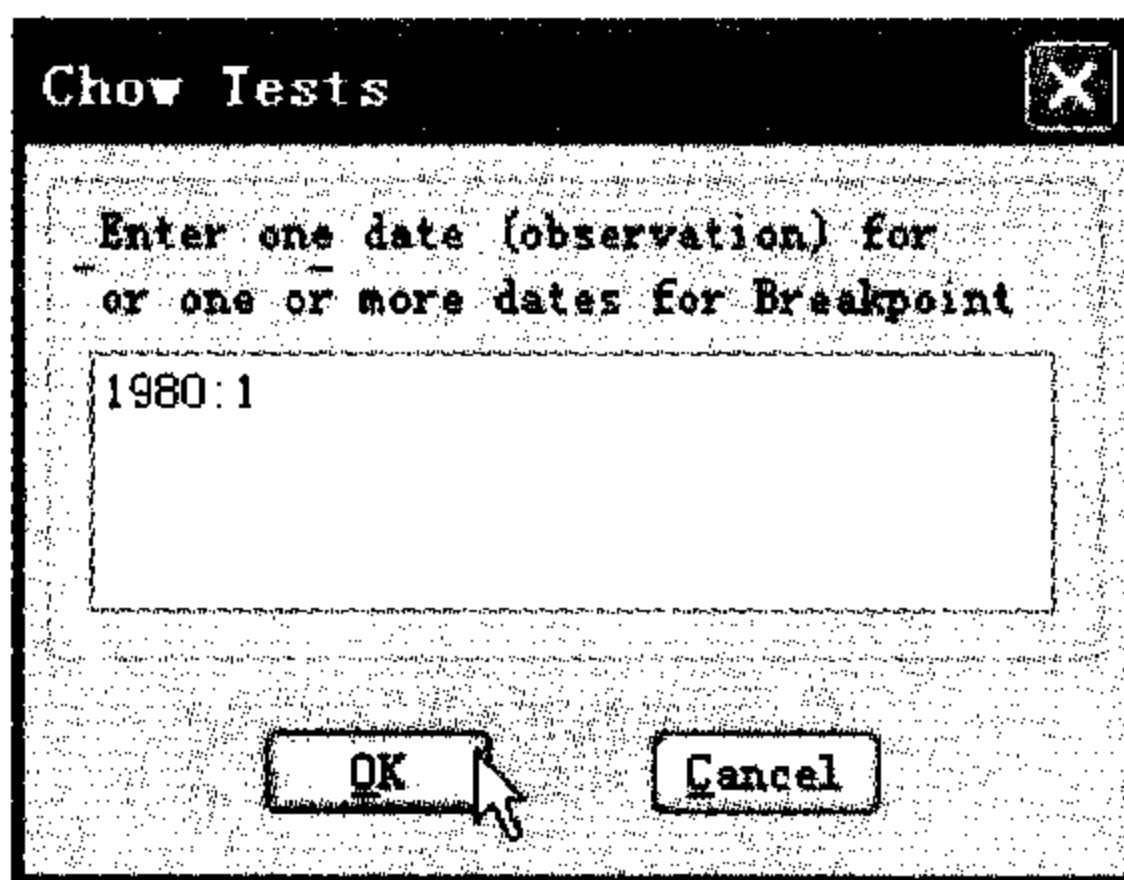 Chow Tests
Enter one date (observation) for
or one or more dates for Breakpoint
1980:1
OK
Cancel